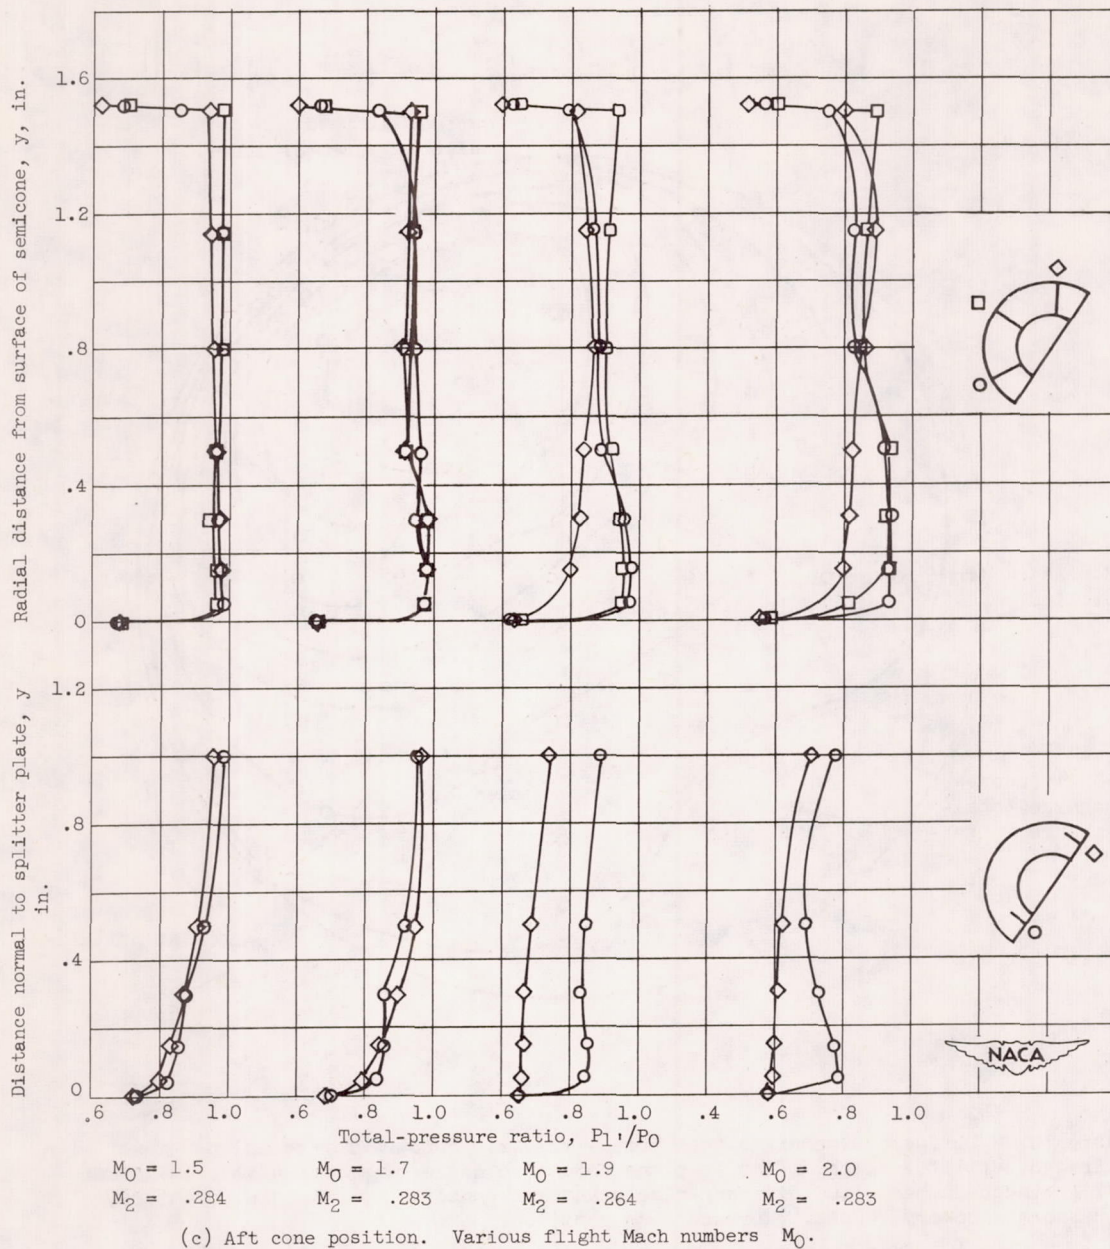 Radial distance from surface of semicone, y, in.
1.6
1.2
.8
.4
0
Distance normal to splitter plate, y
in.
1.2
.8
.4
0
.6 .8 1.0 .6 .8 1.0 .6 .8 1.0 .4 .6 .8 1.0
NACA
Total-pressure ratio, P1'/P0
M0 = 1.5 M0 = 1.7 M0 = 1.9 M0 = 2.0
M2 = .284 M2 = .283 M2 = .264 M2 = .283
(c) Aft cone position. Various flight Mach numbers M0.